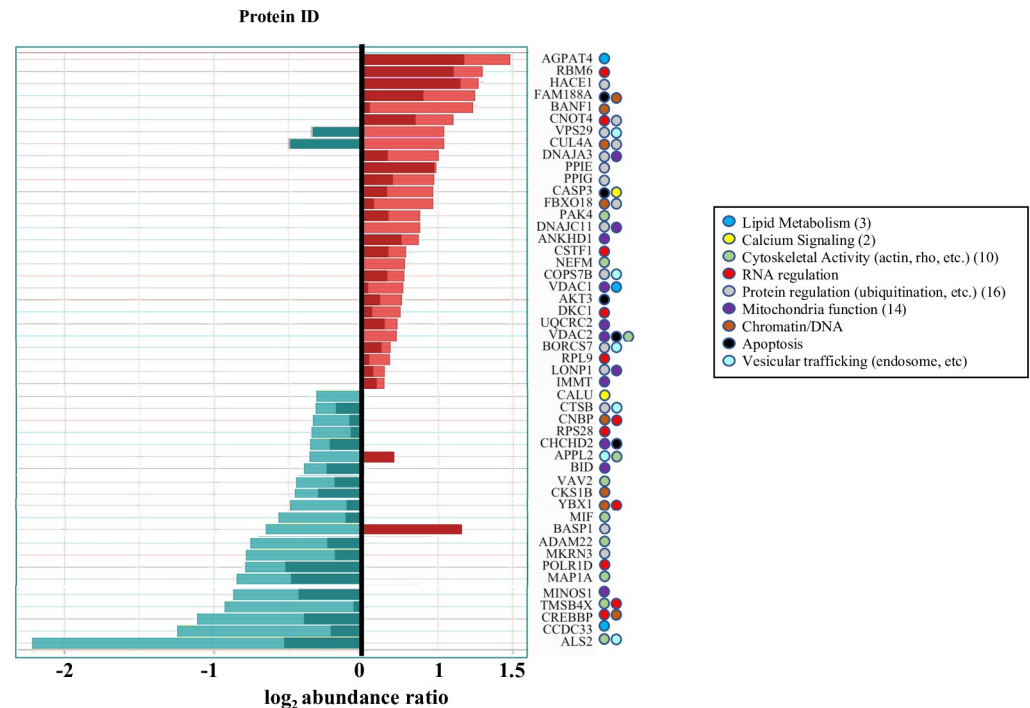 Protein ID
AGPAT4
RBM6
HACE1
FAM188A
BANF1
CNOT4
VPS29
CUL4A
DNAJA3
PPIE
PPIG
CASP3
FBXO18
PAK4
DNAJC11
ANKHD1
CSTF1
NEFM
COPS7B
VDAC1
AKT3
DKC1
UQCRC2
VDAC2
BORCS7
RPL9
LONP1
IMMT
CALU
CTSB
CNBP
RPS28
CHCHD2
APPL2
BID
VAV2
CKS1B
YBX1
MIF
BASP1
ADAM22
MKRN3
POLR1D
MAP1A
MINOS1
TMSB4X
CREBBP
CCDC33
ALS2
Lipid Metabolism (3)
Calcium Signaling (2)
Cytoskeletal Activity (actin, rho, etc.) (10)
RNA regulation
Protein regulation (ubiquitination, etc.) (16)
Mitochondria function (14)
Chromatin/DNA
Apoptosis
Vesicular trafficking (endosome, etc)
-2 -1 0 1 1.5
log₂ abundance ratio